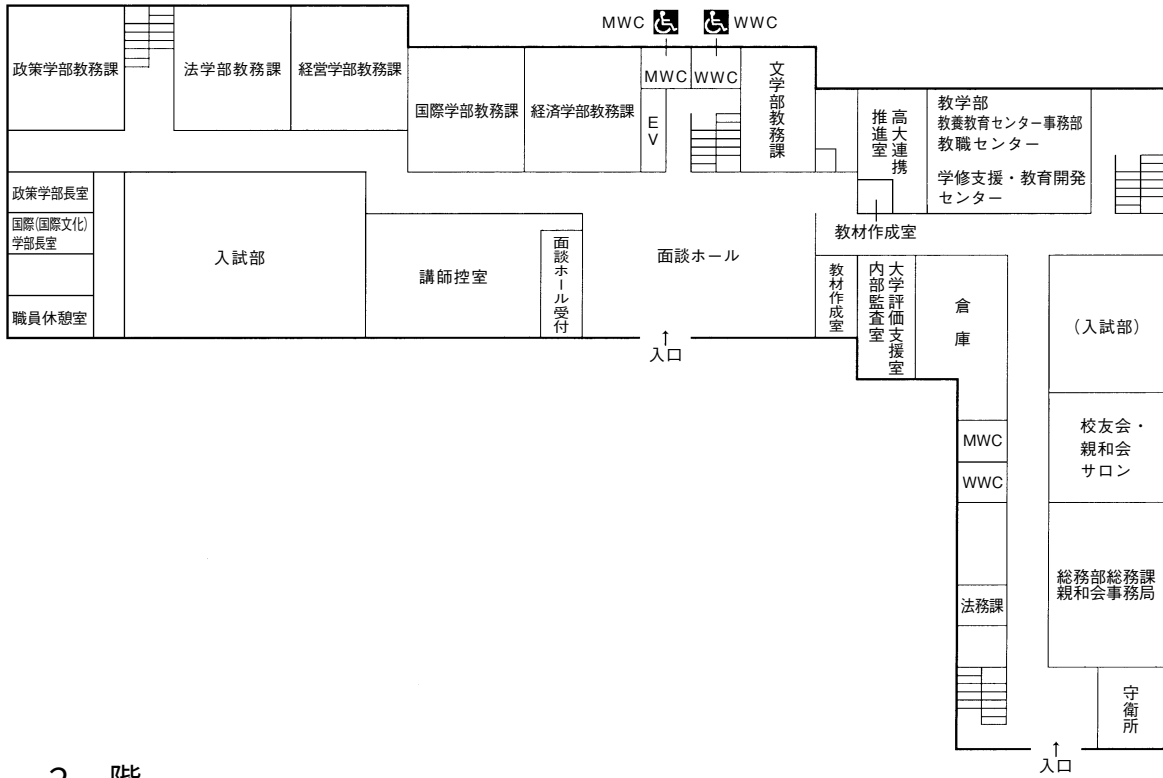 MWC
WWC
政策学部教務課
法学部教務課
経営学部教務課
国際学部教務課
経済学部教務課
MWC
WWC
EV
文学部教務課
高大連携
推進室
教学部
教養教育センター事務部
教職センター
学修支援・教育開発
センター
教材作成室
政策学部長室
国際(国際文化)
学部長室
職員休憩室
入試部
講師控室
面談ホール受付
面談ホール
↑
入口
教材作成室
大学評価支援室
内部監査室
倉庫
(入試部)
MWC
WWC
校友会・
親和会
サロン
法務課
総務部総務課
親和会事務局
守衛所
↑
入口